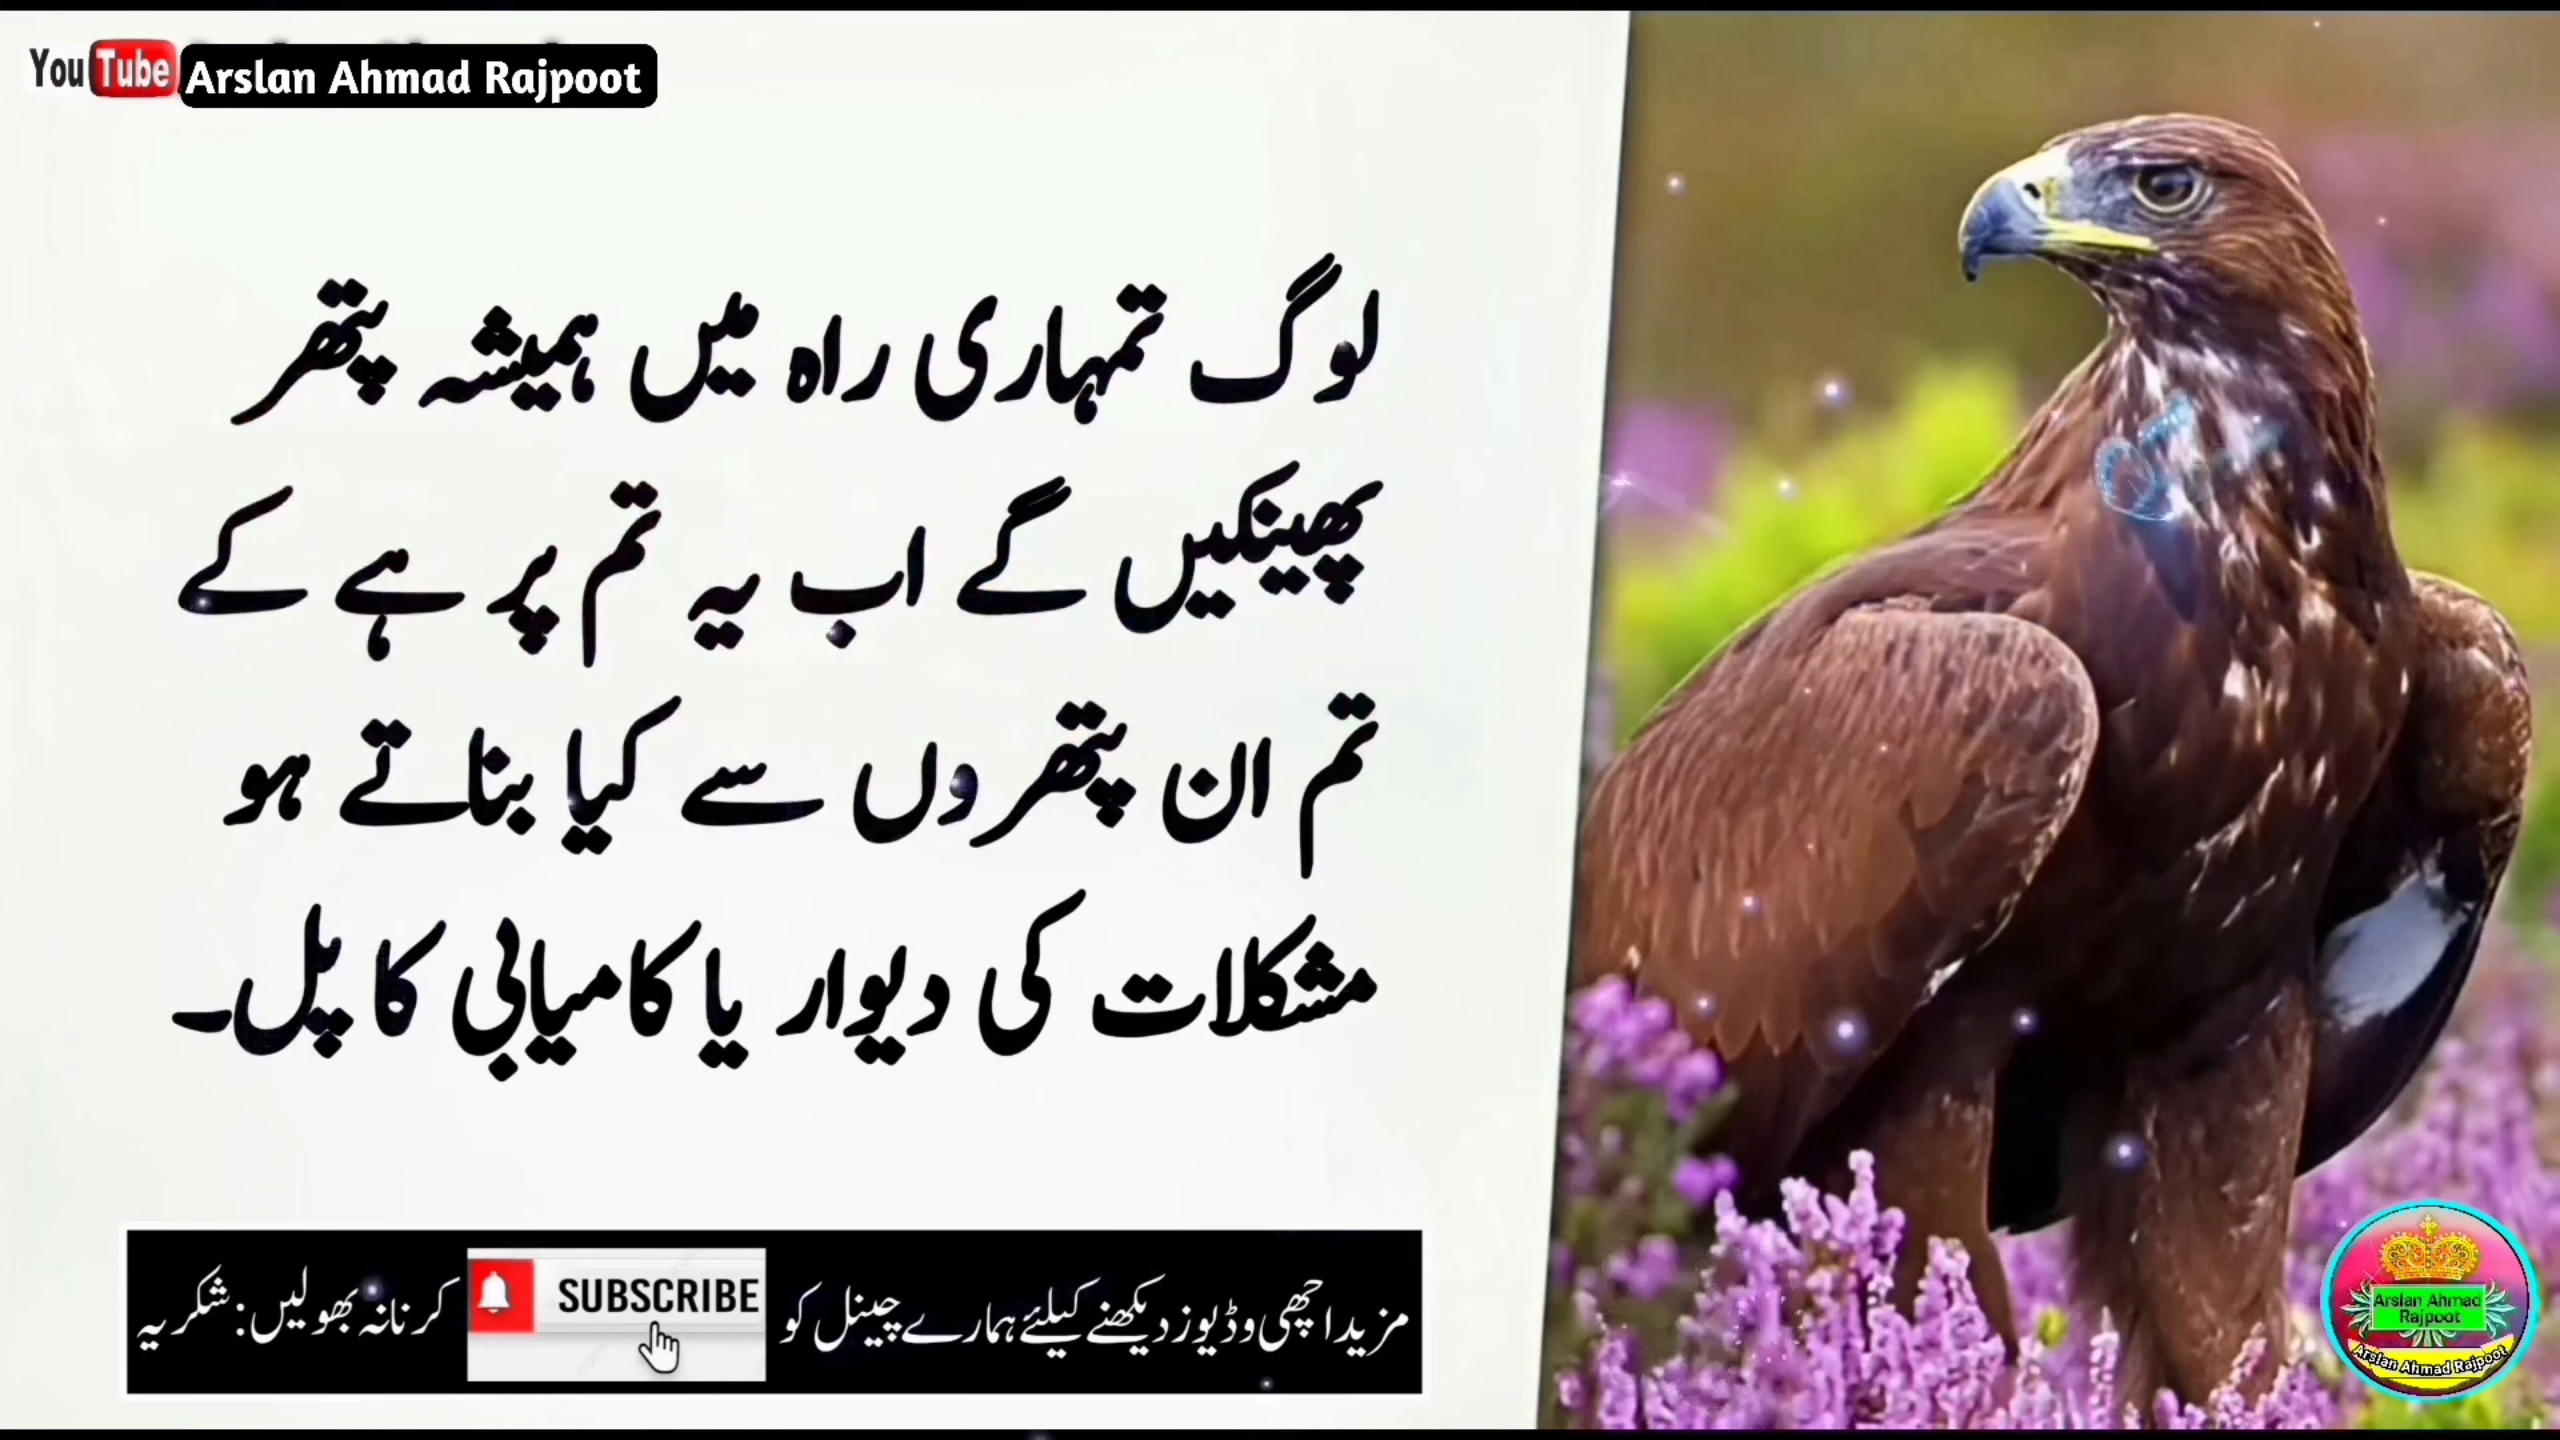 You Tube Arslan Ahmad Rajpoot
لوگ تمہاری راہ میں ہمیشہ پتھر
پھینکیں گے اب یہ تم پر ہے کے
تم ان پتھروں سے کیا بناتے ہو
مشکلات کی دیوار یا کامیابی کا پل۔
مزید اچھی وڈیوز دیکھنے کیلئے ہمارے چینل کو SUBSCRIBE کرنا نہ بھولیں: شکریہ
Arslan Ahmad
Rajpoot
Arslan Ahmad Rajpoot